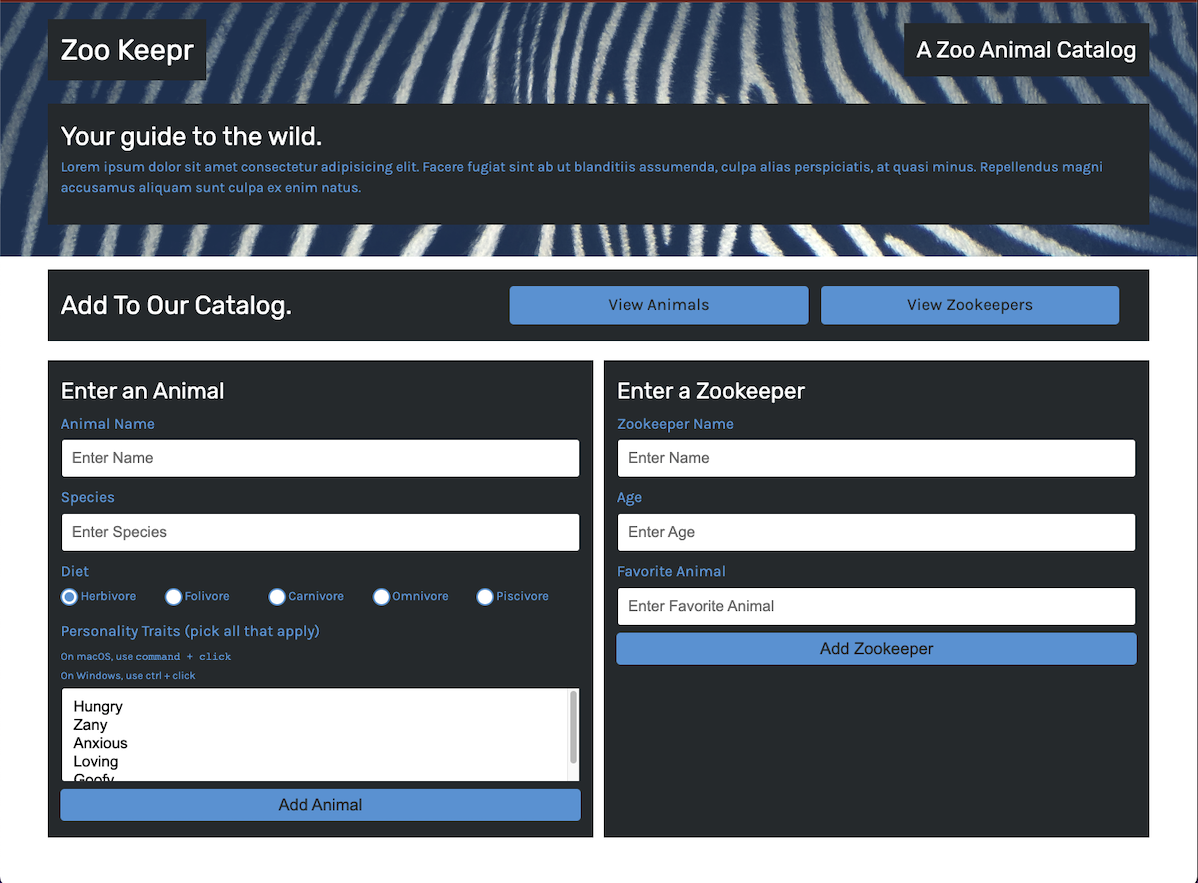 Zoo Keepr
A Zoo Animal Catalog
Your guide to the wild.
Lorem ipsum dolor sit amet consectetur adipisicing elit. Facere fugiat sint ab ut blanditiis assumenda, culpa alias perspiciatis, at quasi minus. Repellendus magni
accusamus aliquam sunt culpa ex enim natus.
Add To Our Catalog.
View Animals
View Zookeepers
Enter an Animal
Animal Name
Enter Name
Species
Enter Species
Diet
Herbivore Folivore Carnivore Omnivore Piscivore
Personality Traits (pick all that apply)
On macOS, use command + click
On Windows, use ctrl + click
Hungry
Zany
Anxious
Loving
Goofy
Add Animal
Enter a Zookeeper
Zookeeper Name
Enter Name
Age
Enter Age
Favorite Animal
Enter Favorite Animal
Add Zookeeper